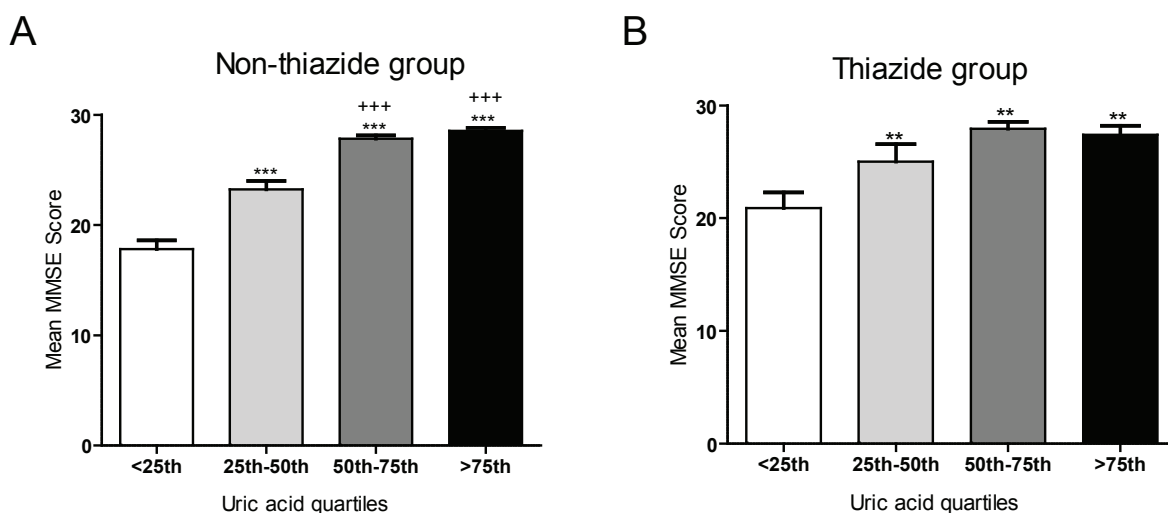 A
Non-thiazide group
Mean MMSE Score
30
20
10
0
***
+++
***
+++
***
<25th
25th-50th
50th-75th
>75th
Uric acid quartiles
B
Thiazide group
Mean MMSE Score
30
20
10
0
**
**
**
<25th
25th-50th
50th-75th
>75th
Uric acid quartiles